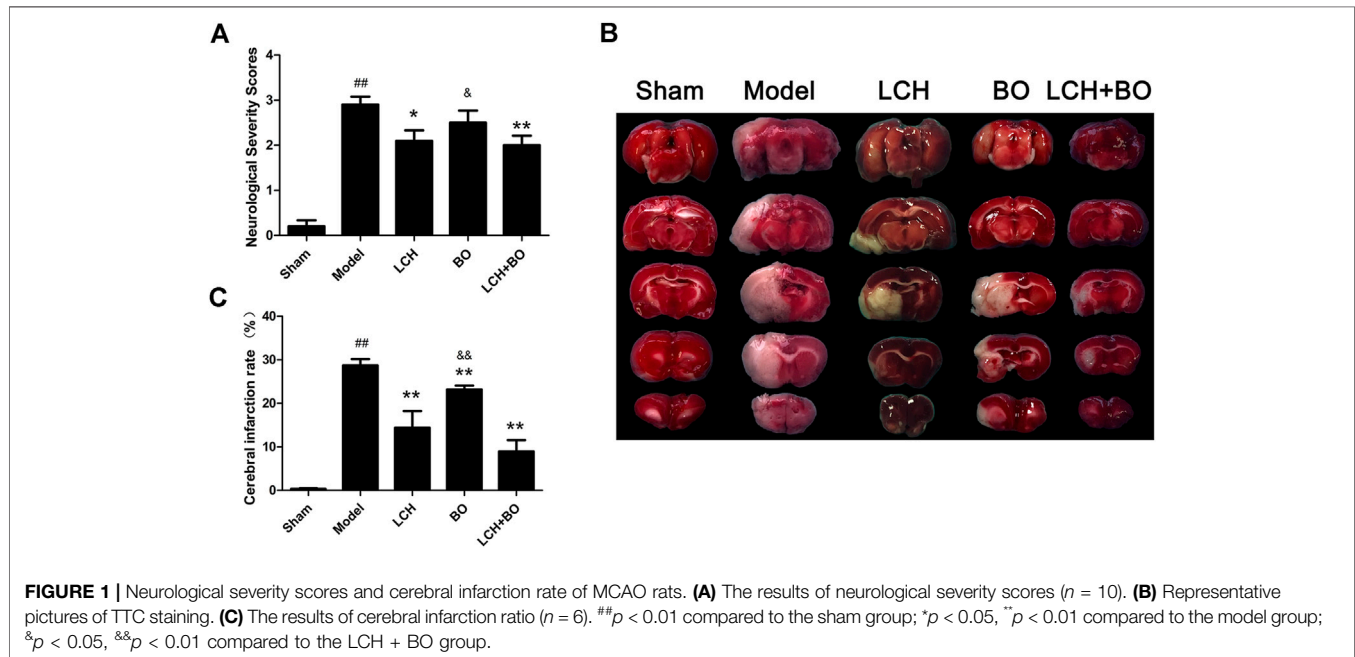 A
Neurological Severity Scores
4
3
2
1
0
##
*
&
**
Sham
Model
LCH
BO
LCH+BO
B
Sham Model LCH BO LCH+BO
C
Cerebral infarction rate (%)
40
30
20
10
0
##
**
&&
**
**
Sham
Model
LCH
BO
LCH+BO
FIGURE 1 | Neurological severity scores and cerebral infarction rate of MCAO rats. (A) The results of neurological severity scores (n = 10). (B) Representative
pictures of TTC staining. (C) The results of cerebral infarction ratio (n = 6). ##p < 0.01 compared to the sham group; *p < 0.05, **p < 0.01 compared to the model group;
&p < 0.05, &&p < 0.01 compared to the LCH + BO group.